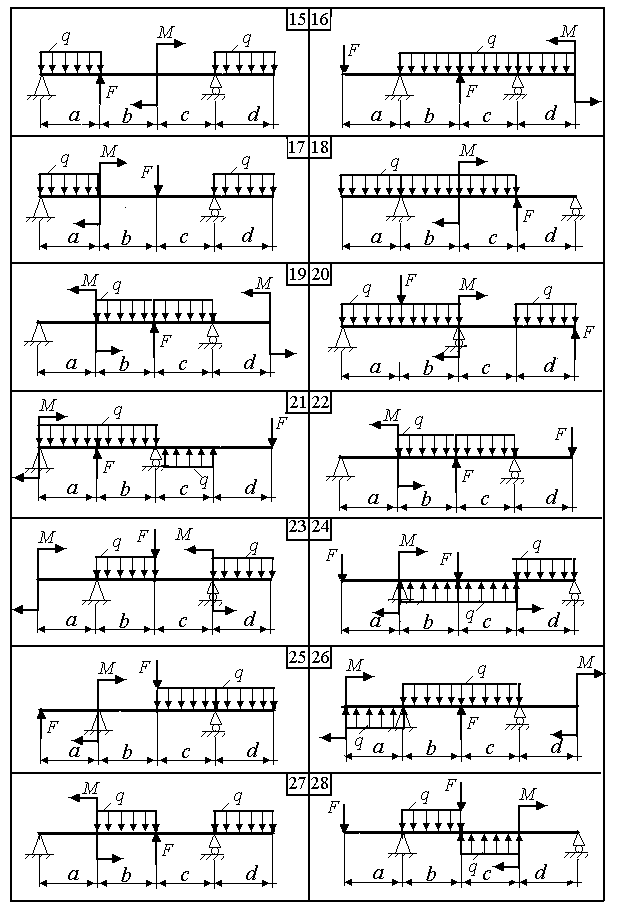 15 16
q M q
F
a b c d
F q M
F
a b c d
17 18
q M F q
a b c d
q M
F
a b c d
19 20
M q M
F
a b c d
q F M q
F
a b c d
21 22
M q F
F q
a b c d
M q F
F
a b c d
23 24
M q F M q
a b c d
F M F q
q
a b c d
25 26
F M F q
a b c d
M q M
q F
a b c d
27 28
M q q
F
a b c d
F q F M
q
a b c d